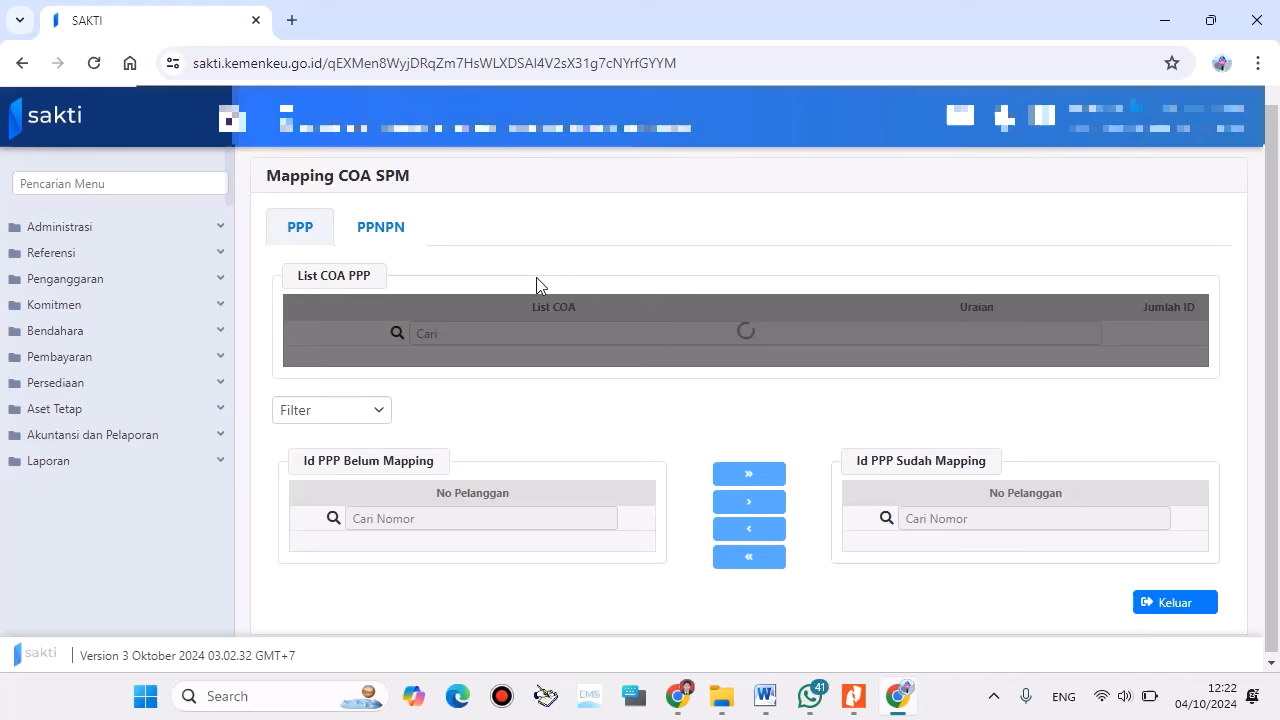 SAKTI
sakti.kemenkeu.go.id/qEXMen8WyjDRqZm7HsWLXDSAl4V2sX31g7cNYrfGYYM
sakti
Pencarian Menu
Administrasi
Referensi
Penganggaran
Komitmen
Bendahara
Pembayaran
Persediaan
Aset Tetap
Akuntansi dan Pelaporan
Laporan
Mapping COA SPM
PPP PPNPN
List COA PPP
List COA Uraian Jumlah ID
Cari
Filter
Id PPP Belum Mapping
No Pelanggan
Cari Nomor
»
›
‹
«
Id PPP Sudah Mapping
No Pelanggan
Cari Nomor
Keluar
sakti Version 3 Oktober 2024 03.02.32 GMT+7
Search
CMS
41
ENG
12:22
04/10/2024